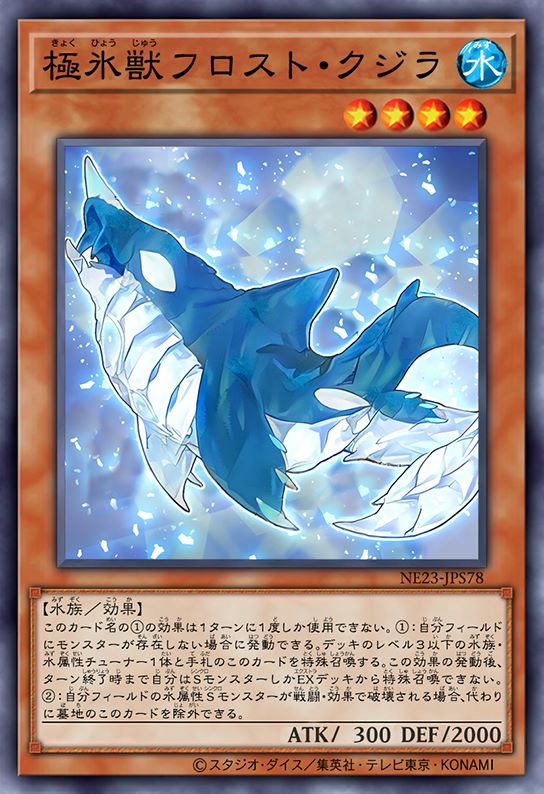 きょく ひょう じゅう
極氷獣フロスト・クジラ
みず
水
NE23-JPS78
【水族／効果】
このカード名の①の効果は1ターンに1度しか使用できない。①：自分フィールド
にモンスターが存在しない場合に発動できる。デッキのレベル3以下の水族・
水属性チューナー1体と手札のこのカードを特殊召喚する。この効果の発動後、
ターン終了時まで自分はSモンスターしかEXデッキから特殊召喚できない。
②：自分フィールドの水属性Sモンスターが戦闘・効果で破壊される場合、代わり
に墓地のこのカードを除外できる。
ATK/ 300 DEF/2000
©スタジオ・ダイス／集英社・テレビ東京・KONAMI